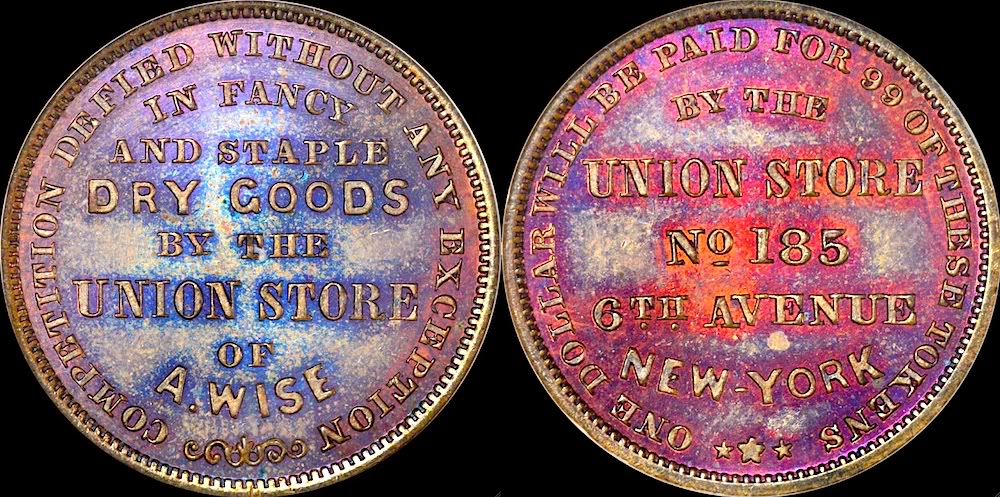 COMPETITION DEFIED WITHOUT ANY EXCEPTION
IN FANCY
AND STAPLE
DRY GOODS
BY THE
UNION STORE
OF
A. WISE
ONE DOLLAR WILL BE PAID FOR 99 OF THESE TOKENS
BY THE
UNION STORE
No 185
6TH AVENUE
NEW-YORK